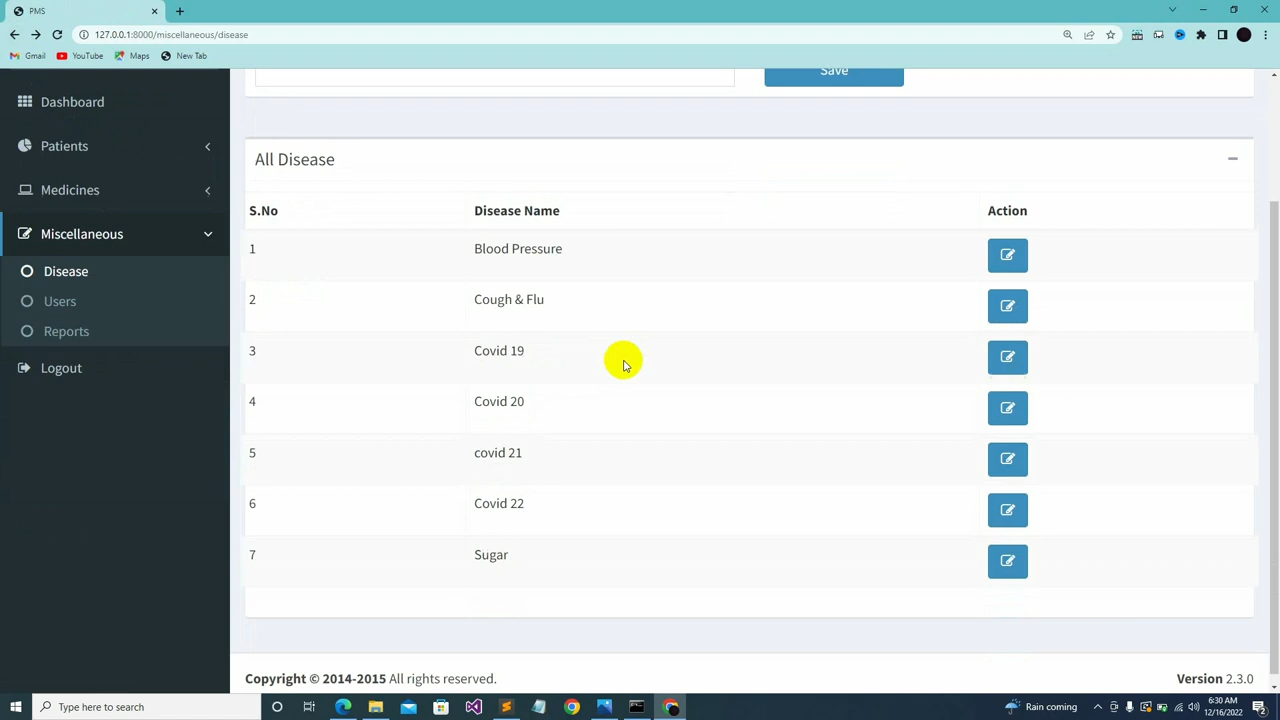 PMS
127.0.0.1:8000/miscellaneous/disease
Gmail
YouTube
Maps
New Tab
Dashboard
Patients
Medicines
Miscellaneous
Disease
Users
Reports
Logout
Save
All Disease
S.No Disease Name Action
1 Blood Pressure
2 Cough & Flu
3 Covid 19
4 Covid 20
5 covid 21
6 Covid 22
7 Sugar
Copyright © 2014-2015 All rights reserved.
Version 2.3.0
Type here to search
Rain coming
6:30 AM
12/16/2022